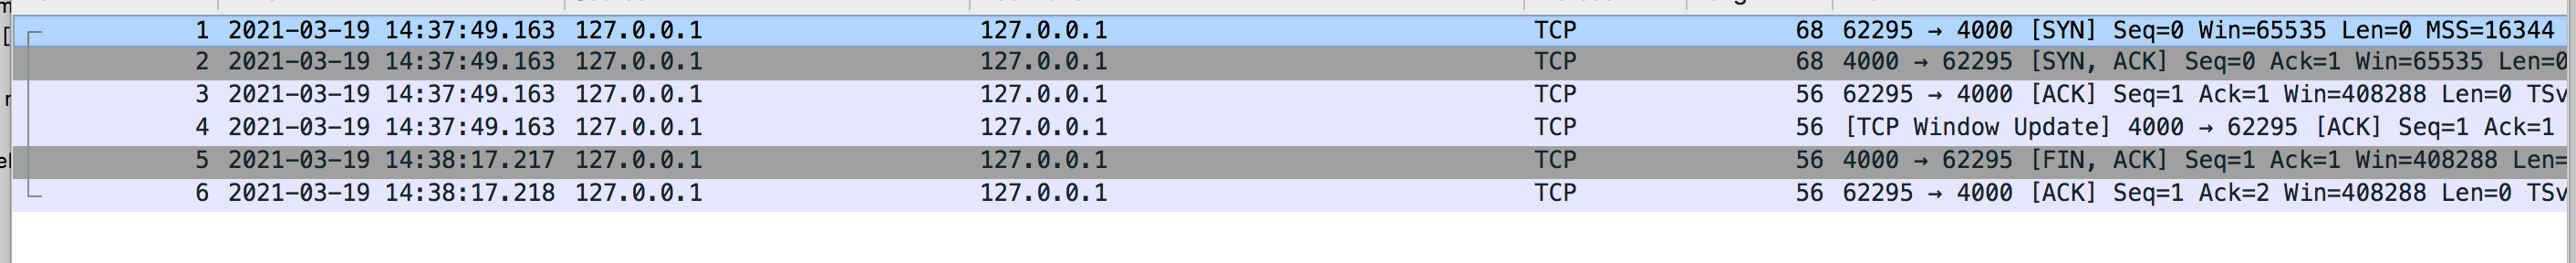 1 2021-03-19 14:37:49.163 127.0.0.1 127.0.0.1 TCP 68 62295 → 4000 [SYN] Seq=0 Win=65535 Len=0 MSS=16344
2 2021-03-19 14:37:49.163 127.0.0.1 127.0.0.1 TCP 68 4000 → 62295 [SYN, ACK] Seq=0 Ack=1 Win=65535 Len=0
3 2021-03-19 14:37:49.163 127.0.0.1 127.0.0.1 TCP 56 62295 → 4000 [ACK] Seq=1 Ack=1 Win=408288 Len=0 TSv
4 2021-03-19 14:37:49.163 127.0.0.1 127.0.0.1 TCP 56 [TCP Window Update] 4000 → 62295 [ACK] Seq=1 Ack=1
5 2021-03-19 14:38:17.217 127.0.0.1 127.0.0.1 TCP 56 4000 → 62295 [FIN, ACK] Seq=1 Ack=1 Win=408288 Len=
6 2021-03-19 14:38:17.218 127.0.0.1 127.0.0.1 TCP 56 62295 → 4000 [ACK] Seq=1 Ack=2 Win=408288 Len=0 TSv